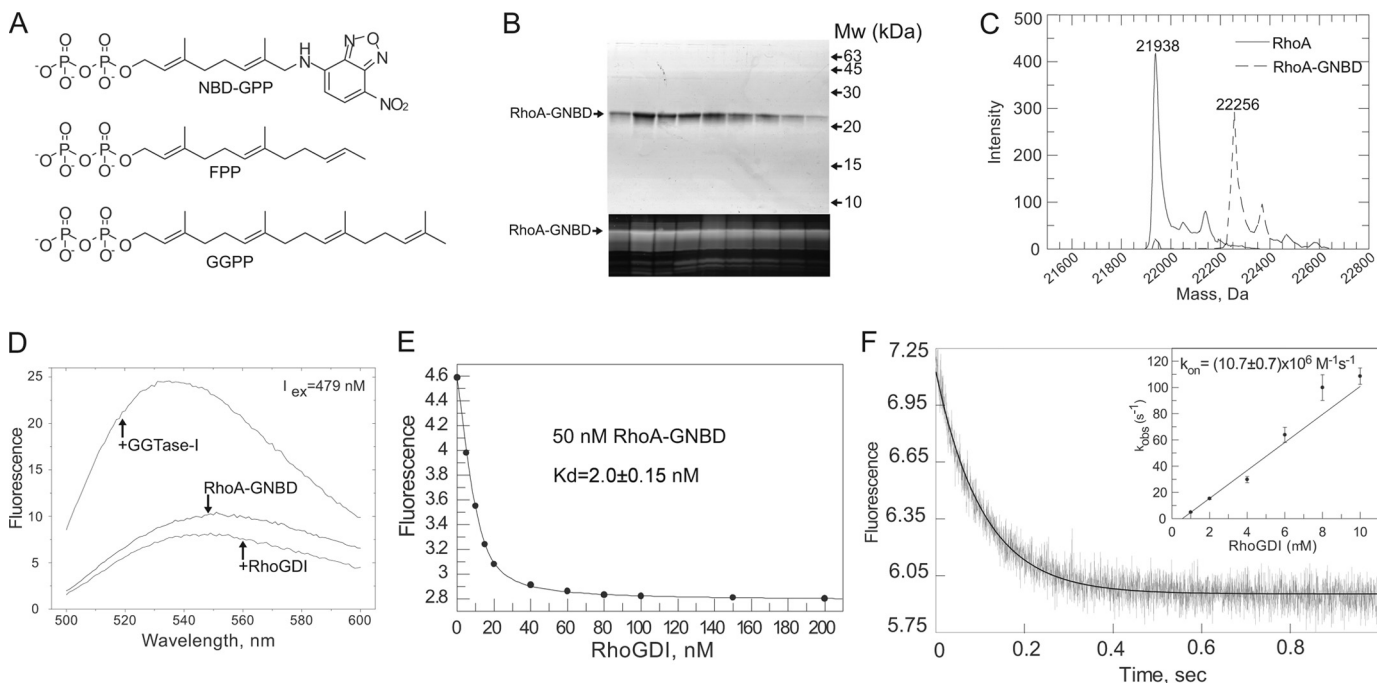 A
O O
-O P O P O
O- O-
H
N
N O N
NO2
NBD-GPP
O O
-O P O P O
O- O-
FPP
O O
-O P O P O
O- O-
GGPP
B
Mw (kDa)
63
45
30
RhoA-GNBD
20
15
10
RhoA-GNBD
C
500
400
300
200
100
0
Intensity
21938
22256
RhoA
RhoA-GNBD
21600
21800
22000
22200
22400
22600
22800
Mass, Da
D
25
20
15
10
5
0
Fluorescence
I ex=479 nM
+GGTase-I
RhoA-GNBD
+RhoGDI
500 520 540 560 580 600
Wavelength, nm
E
4.6
4.4
4.2
4
3.8
3.6
3.4
3.2
3
2.8
Fluorescence
50 nM RhoA-GNBD
Kd=2.0±0.15 nM
0 20 40 60 80 100 120 140 160 180 200
RhoGDI, nM
F
7.25
6.95
6.65
6.35
6.05
5.75
Fluorescence
0 0.2 0.4 0.6 0.8
Time, sec
kon= (10.7±0.7)x10⁶ M⁻¹s⁻¹
120
100
80
60
40
20
0
kobs (s⁻¹)
0 2 4 6 8 10
RhoGDI (mM)